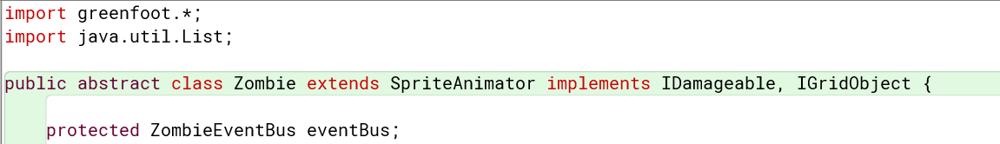 import greenfoot.*;
import java.util.List;
public abstract class Zombie extends SpriteAnimator implements IDamageable, IGridObject {
protected ZombieEventBus eventBus;